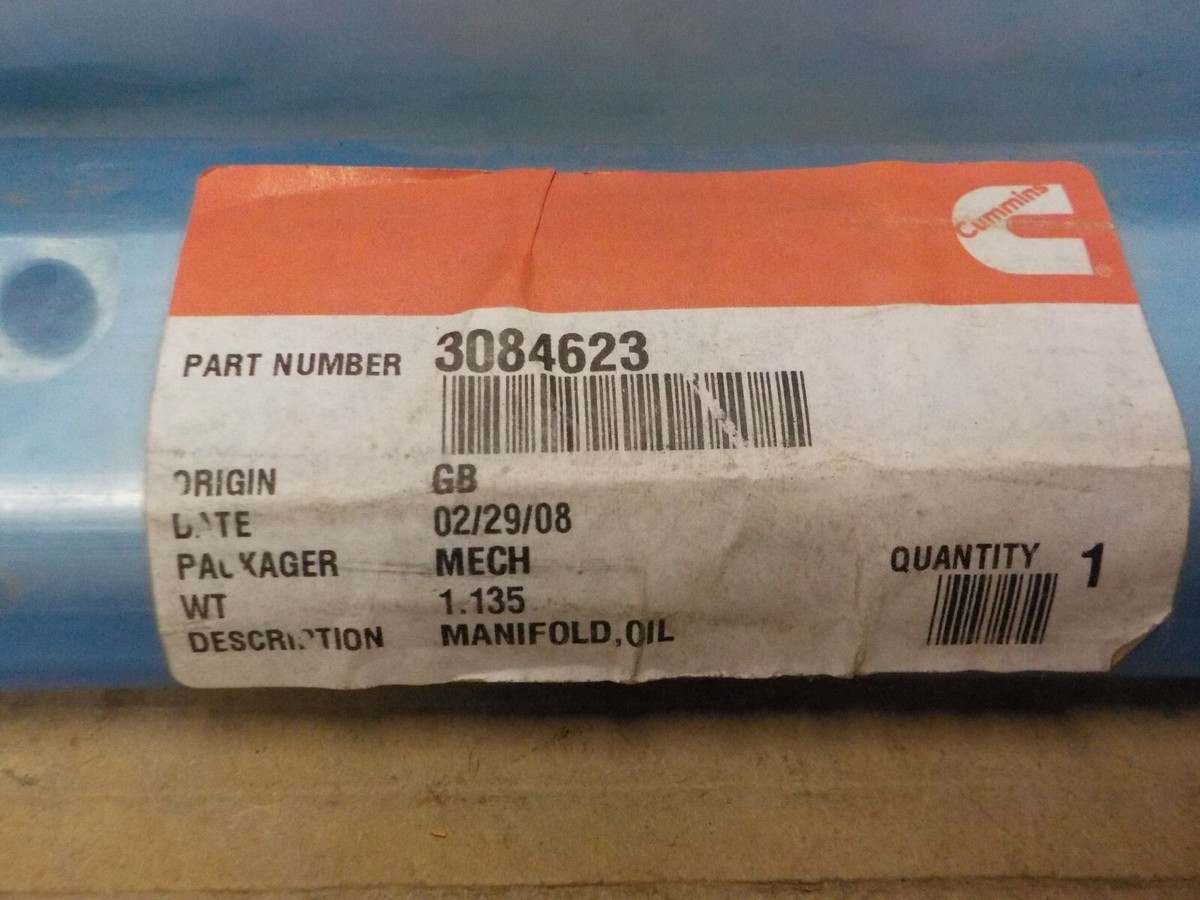 Cummins
®
PART NUMBER 3084623
ORIGIN GB
DATE 02/29/08
PACKAGER MECH
WT 1.135
DESCRIPTION MANIFOLD,OIL
QUANTITY 1